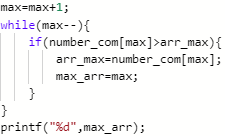 max=max+1;
while(max--){
if(number_com[max]>arr_max){
arr_max=number_com[max];
max_arr=max;
}
}
printf("%d",max_arr);